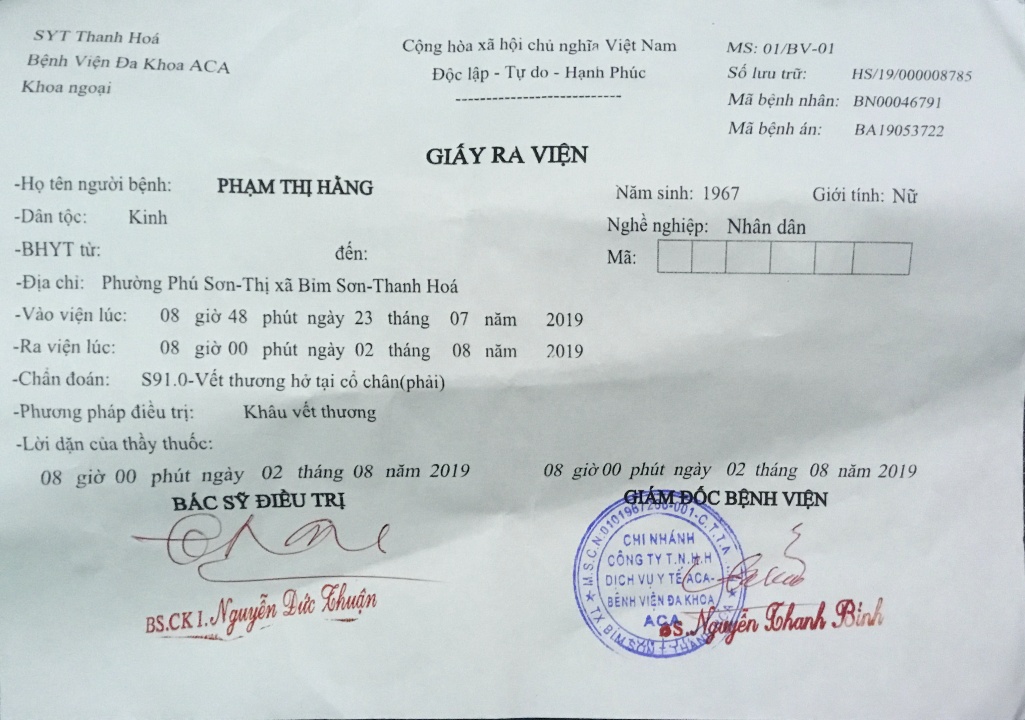 SYT Thanh Hoá
Bệnh Viện Đa Khoa ACA
Khoa ngoại
Cộng hòa xã hội chủ nghĩa Việt Nam
Độc lập - Tự do - Hạnh Phúc
MS: 01/BV-01
Số lưu trữ: HS/19/000008785
Mã bệnh nhân: BN00046791
Mã bệnh án: BA19053722
GIẤY RA VIỆN
-Họ tên người bệnh: PHẠM THỊ HẰNG
Năm sinh: 1967 Giới tính: Nữ
-Dân tộc: Kinh
Nghề nghiệp: Nhân dân
-BHYT từ: đến:
Mã:
-Địa chỉ: Phường Phú Sơn-Thị xã Bỉm Sơn-Thanh Hoá
-Vào viện lúc: 08 giờ 48 phút ngày 23 tháng 07 năm 2019
-Ra viện lúc: 08 giờ 00 phút ngày 02 tháng 08 năm 2019
-Chẩn đoán: S91.0-Vết thương hở tại cổ chân(phải)
-Phương pháp điều trị: Khâu vết thương
-Lời dặn của thầy thuốc:
08 giờ 00 phút ngày 02 tháng 08 năm 2019
08 giờ 00 phút ngày 02 tháng 08 năm 2019
BÁC SỸ ĐIỀU TRỊ
GIÁM ĐỐC BỆNH VIỆN
CHI NHÁNH
CÔNG TY T.N.H.H
DỊCH VỤ Y TẾ ACA-
BỆNH VIỆN ĐA KHOA
ACA
BS.CK I. Nguyễn Đức Thuận
BS. Nguyễn Thanh Bính